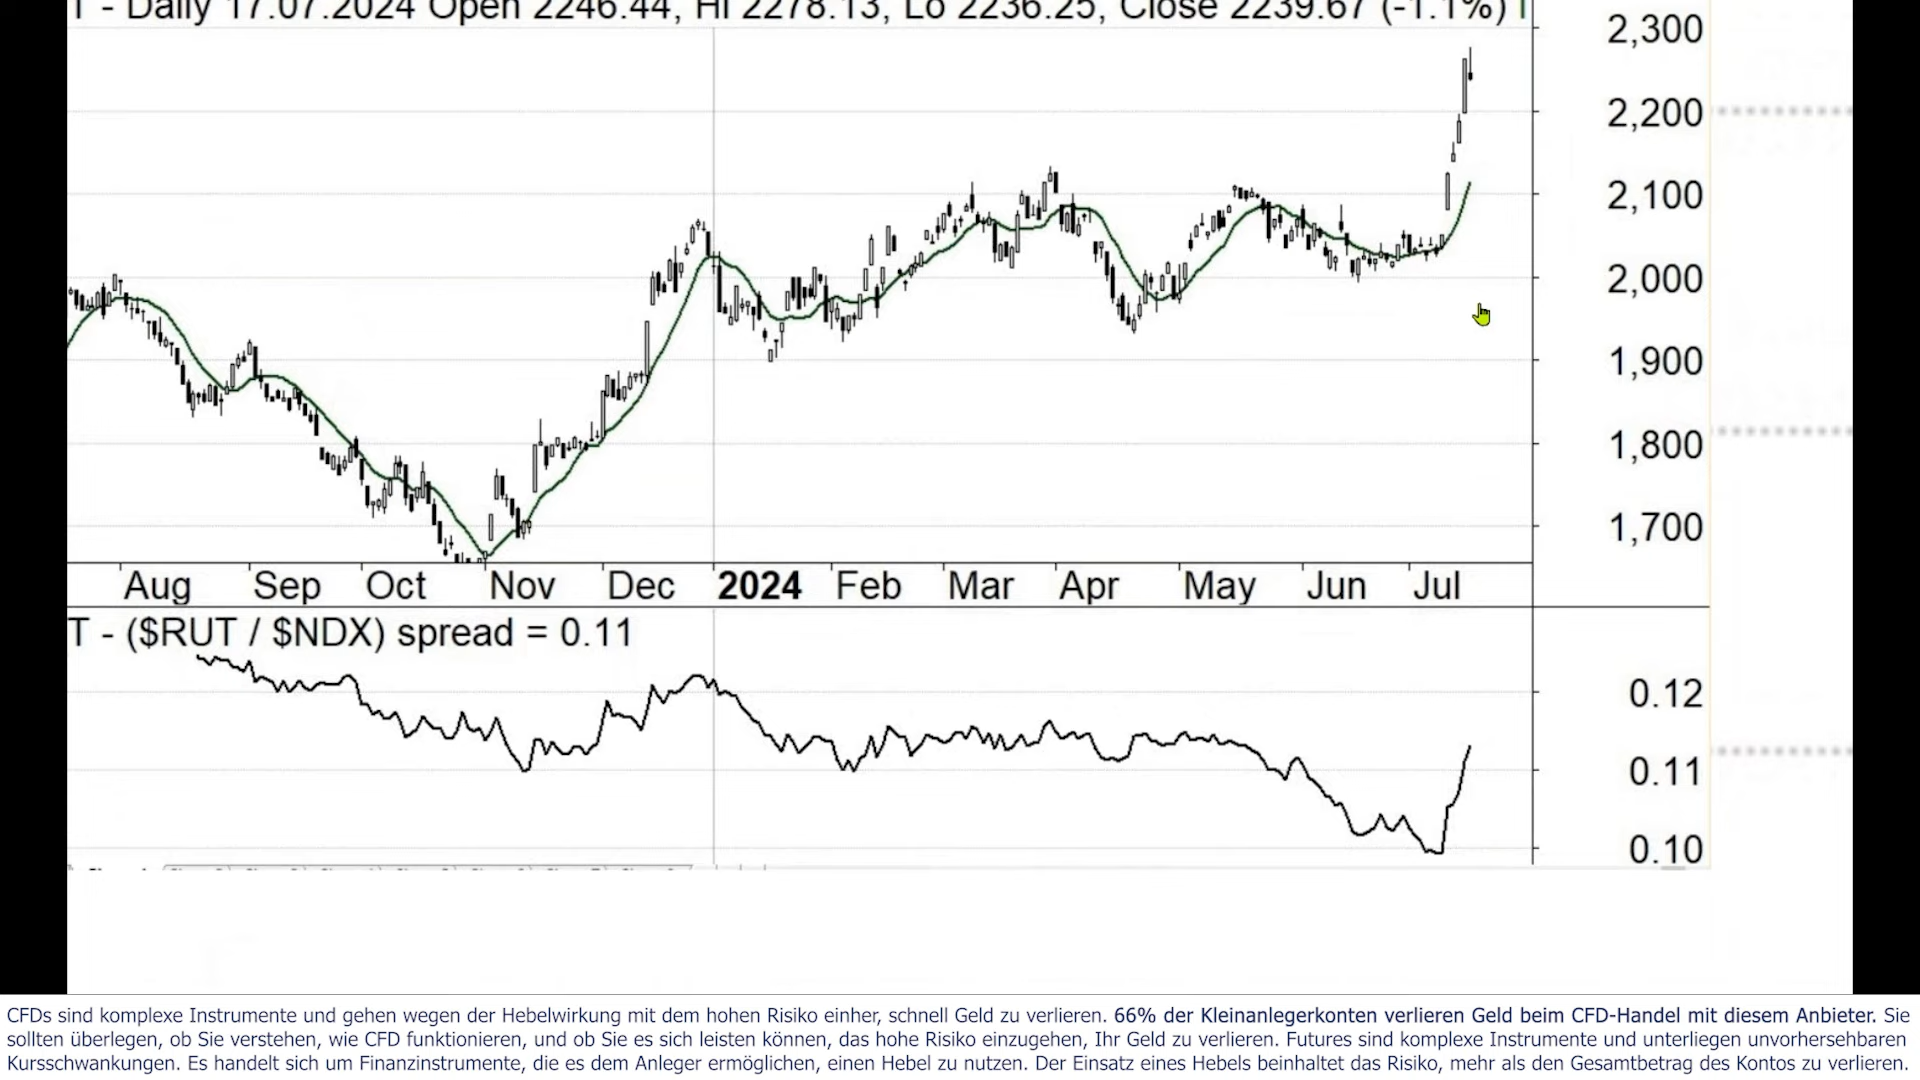 T - Daily 17.07.2024 Open 2246.44, Hi 2278.13, Lo 2236.25, Close 2239.67 (-1.1%)
2,300
2,200
2,100
2,000
1,900
1,800
1,700
Aug Sep Oct Nov Dec 2024 Feb Mar Apr May Jun Jul
T - ($RUT / $NDX) spread = 0.11
0.12
0.11
0.10
CFDs sind komplexe Instrumente und gehen wegen der Hebelwirkung mit dem hohen Risiko einher, schnell Geld zu verlieren. 66% der Kleinanlegerkonten verlieren Geld beim CFD-Handel mit diesem Anbieter. Sie
sollten überlegen, ob Sie verstehen, wie CFD funktionieren, und ob Sie es sich leisten können, das hohe Risiko einzugehen, Ihr Geld zu verlieren. Futures sind komplexe Instrumente und unterliegen unvorhersehbaren
Kursschwankungen. Es handelt sich um Finanzinstrumente, die es dem Anleger ermöglichen, einen Hebel zu nutzen. Der Einsatz eines Hebels beinhaltet das Risiko, mehr als den Gesamtbetrag des Kontos zu verlieren.